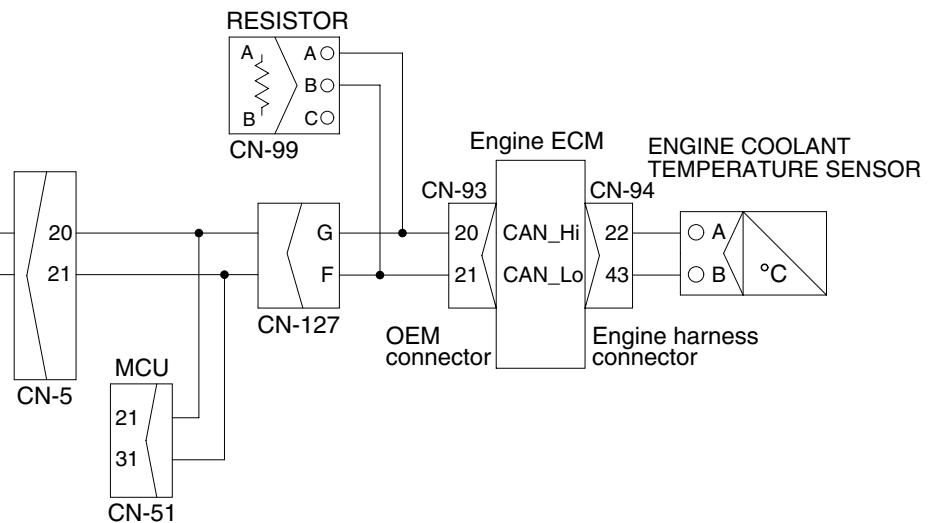 RESISTOR
A
A
B
B
C
CN-99
Engine ECM
ENGINE COOLANT
TEMPERATURE SENSOR
CN-93
CN-94
20
G
20
CAN_Hi
22
A
21
F
21
CAN_Lo
43
B
°C
CN-127
OEM
connector
Engine harness
connector
MCU
CN-5
21
31
CN-51